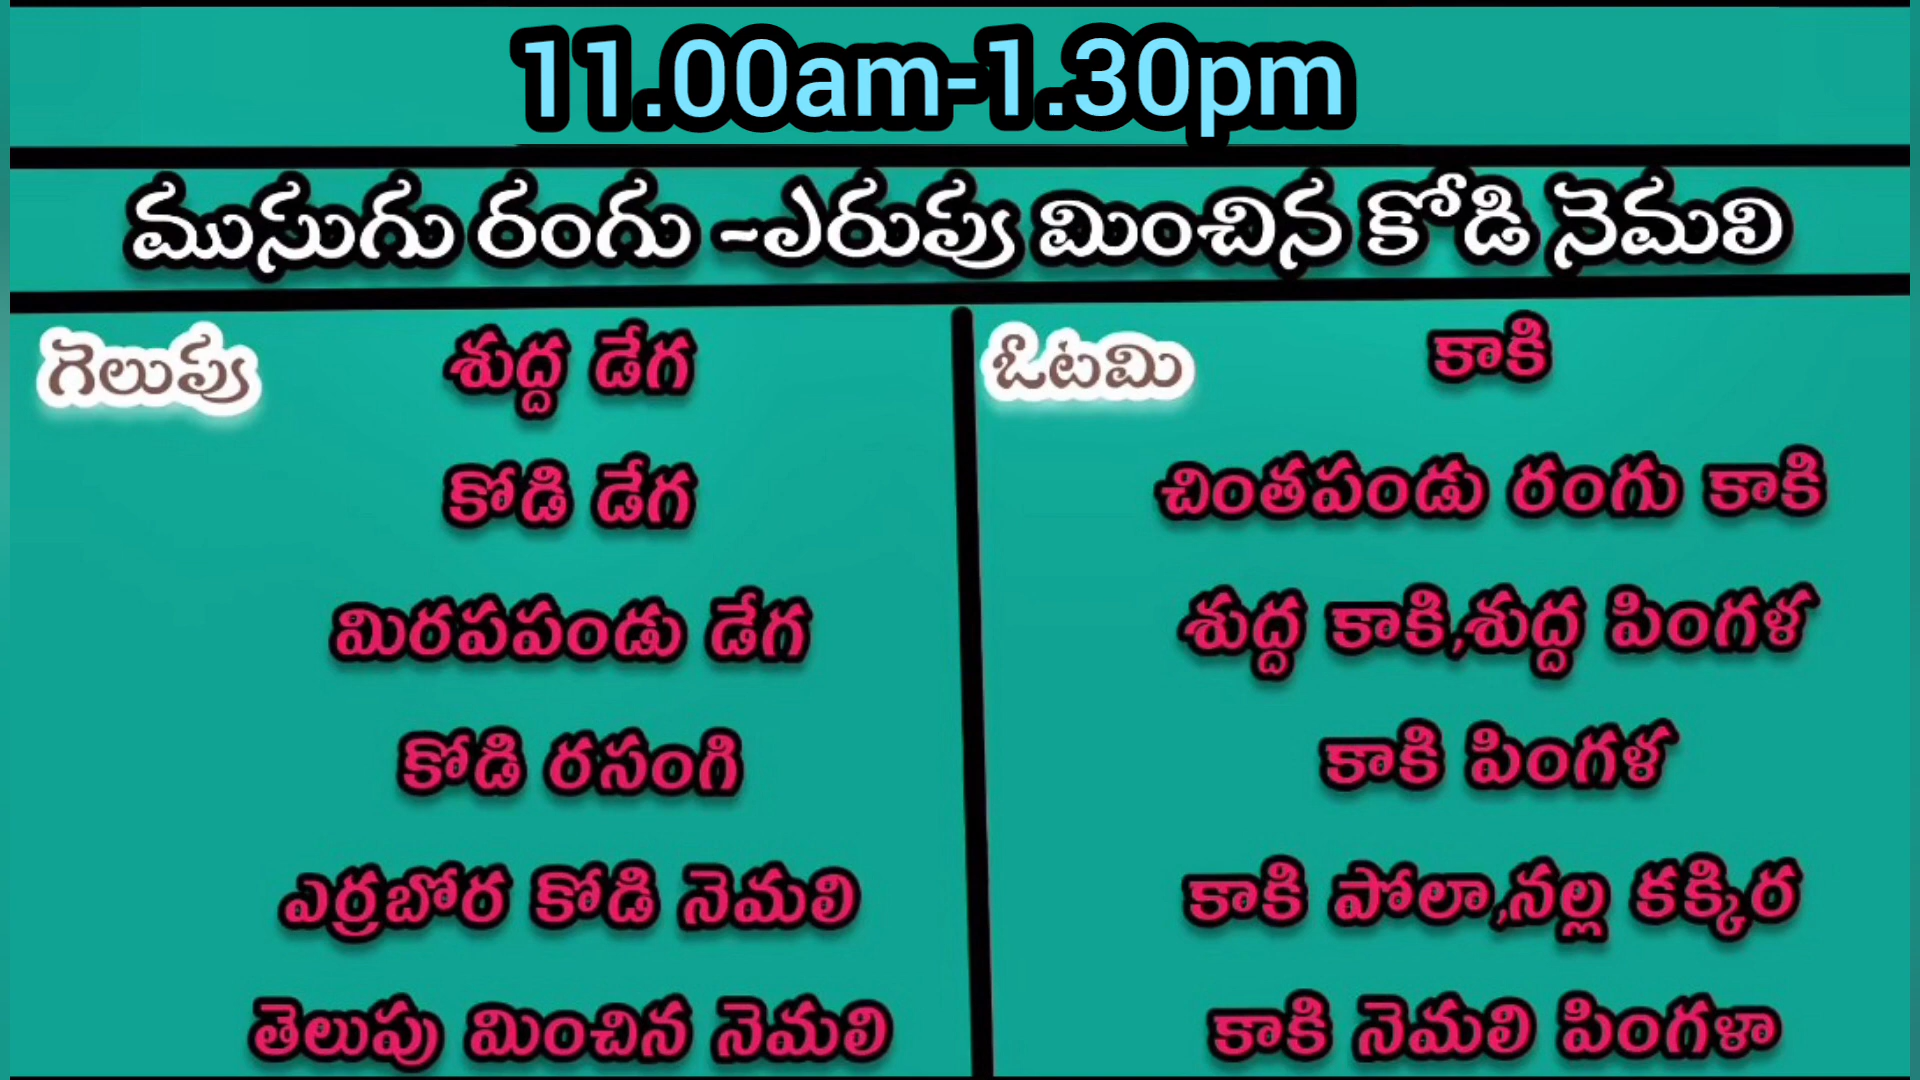 11.00am-1.30pm
ముసుగు రంగు -ఎరుపు మించిన కోడి నెమలి
గెలుపు
శుద్ధ డేగ
కోడి డేగ
మిరపపండు డేగ
కోడి రసంగి
ఎర్రబోర కోడి నెమలి
తెలుపు మించిన నెమలి
ఓటమి
కాకి
చింతపండు రంగు కాకి
శుద్ధ కాకి,శుద్ధ పింగళ
కాకి పింగళ
కాకి పోలా,నల్ల కక్కిర
కాకి నెమలి పింగళా